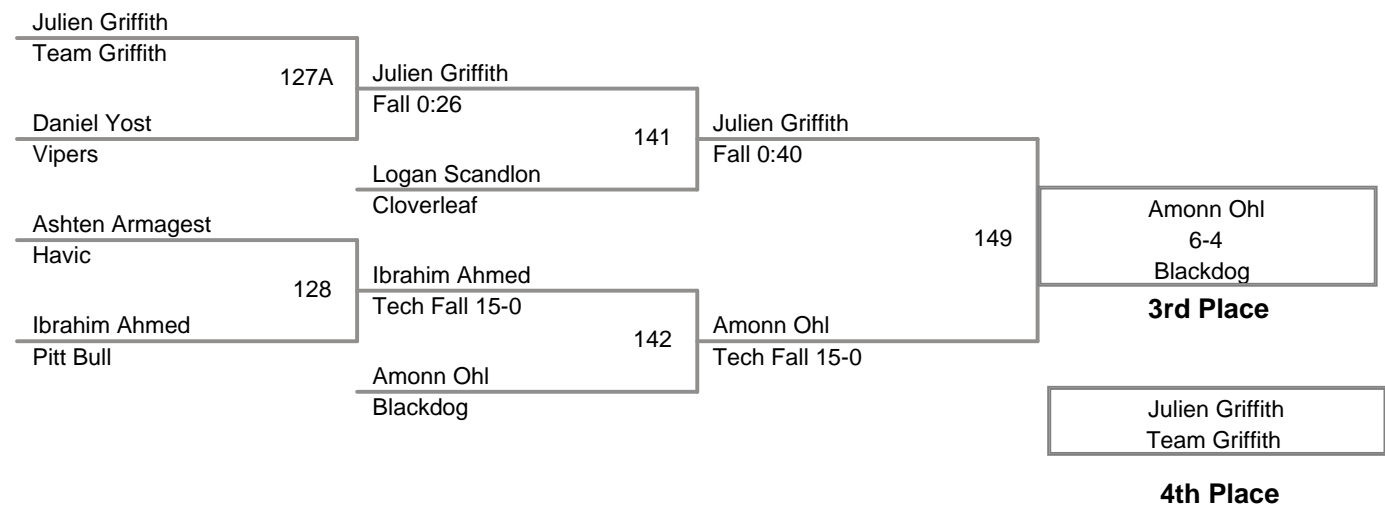 Julien Griffith
Team Griffith
127A
Daniel Yost
Vipers
Ashten Armagest
Havic
128
Ibrahim Ahmed
Pitt Bull
Julien Griffith
Fall 0:26
141
Logan Scandlon
Cloverleaf
Ibrahim Ahmed
Tech Fall 15-0
142
Amonn Ohl
Blackdog
Julien Griffith
Fall 0:40
149
Amonn Ohl
Tech Fall 15-0
Amonn Ohl
6-4
Blackdog
3rd Place
Julien Griffith
Team Griffith
4th Place